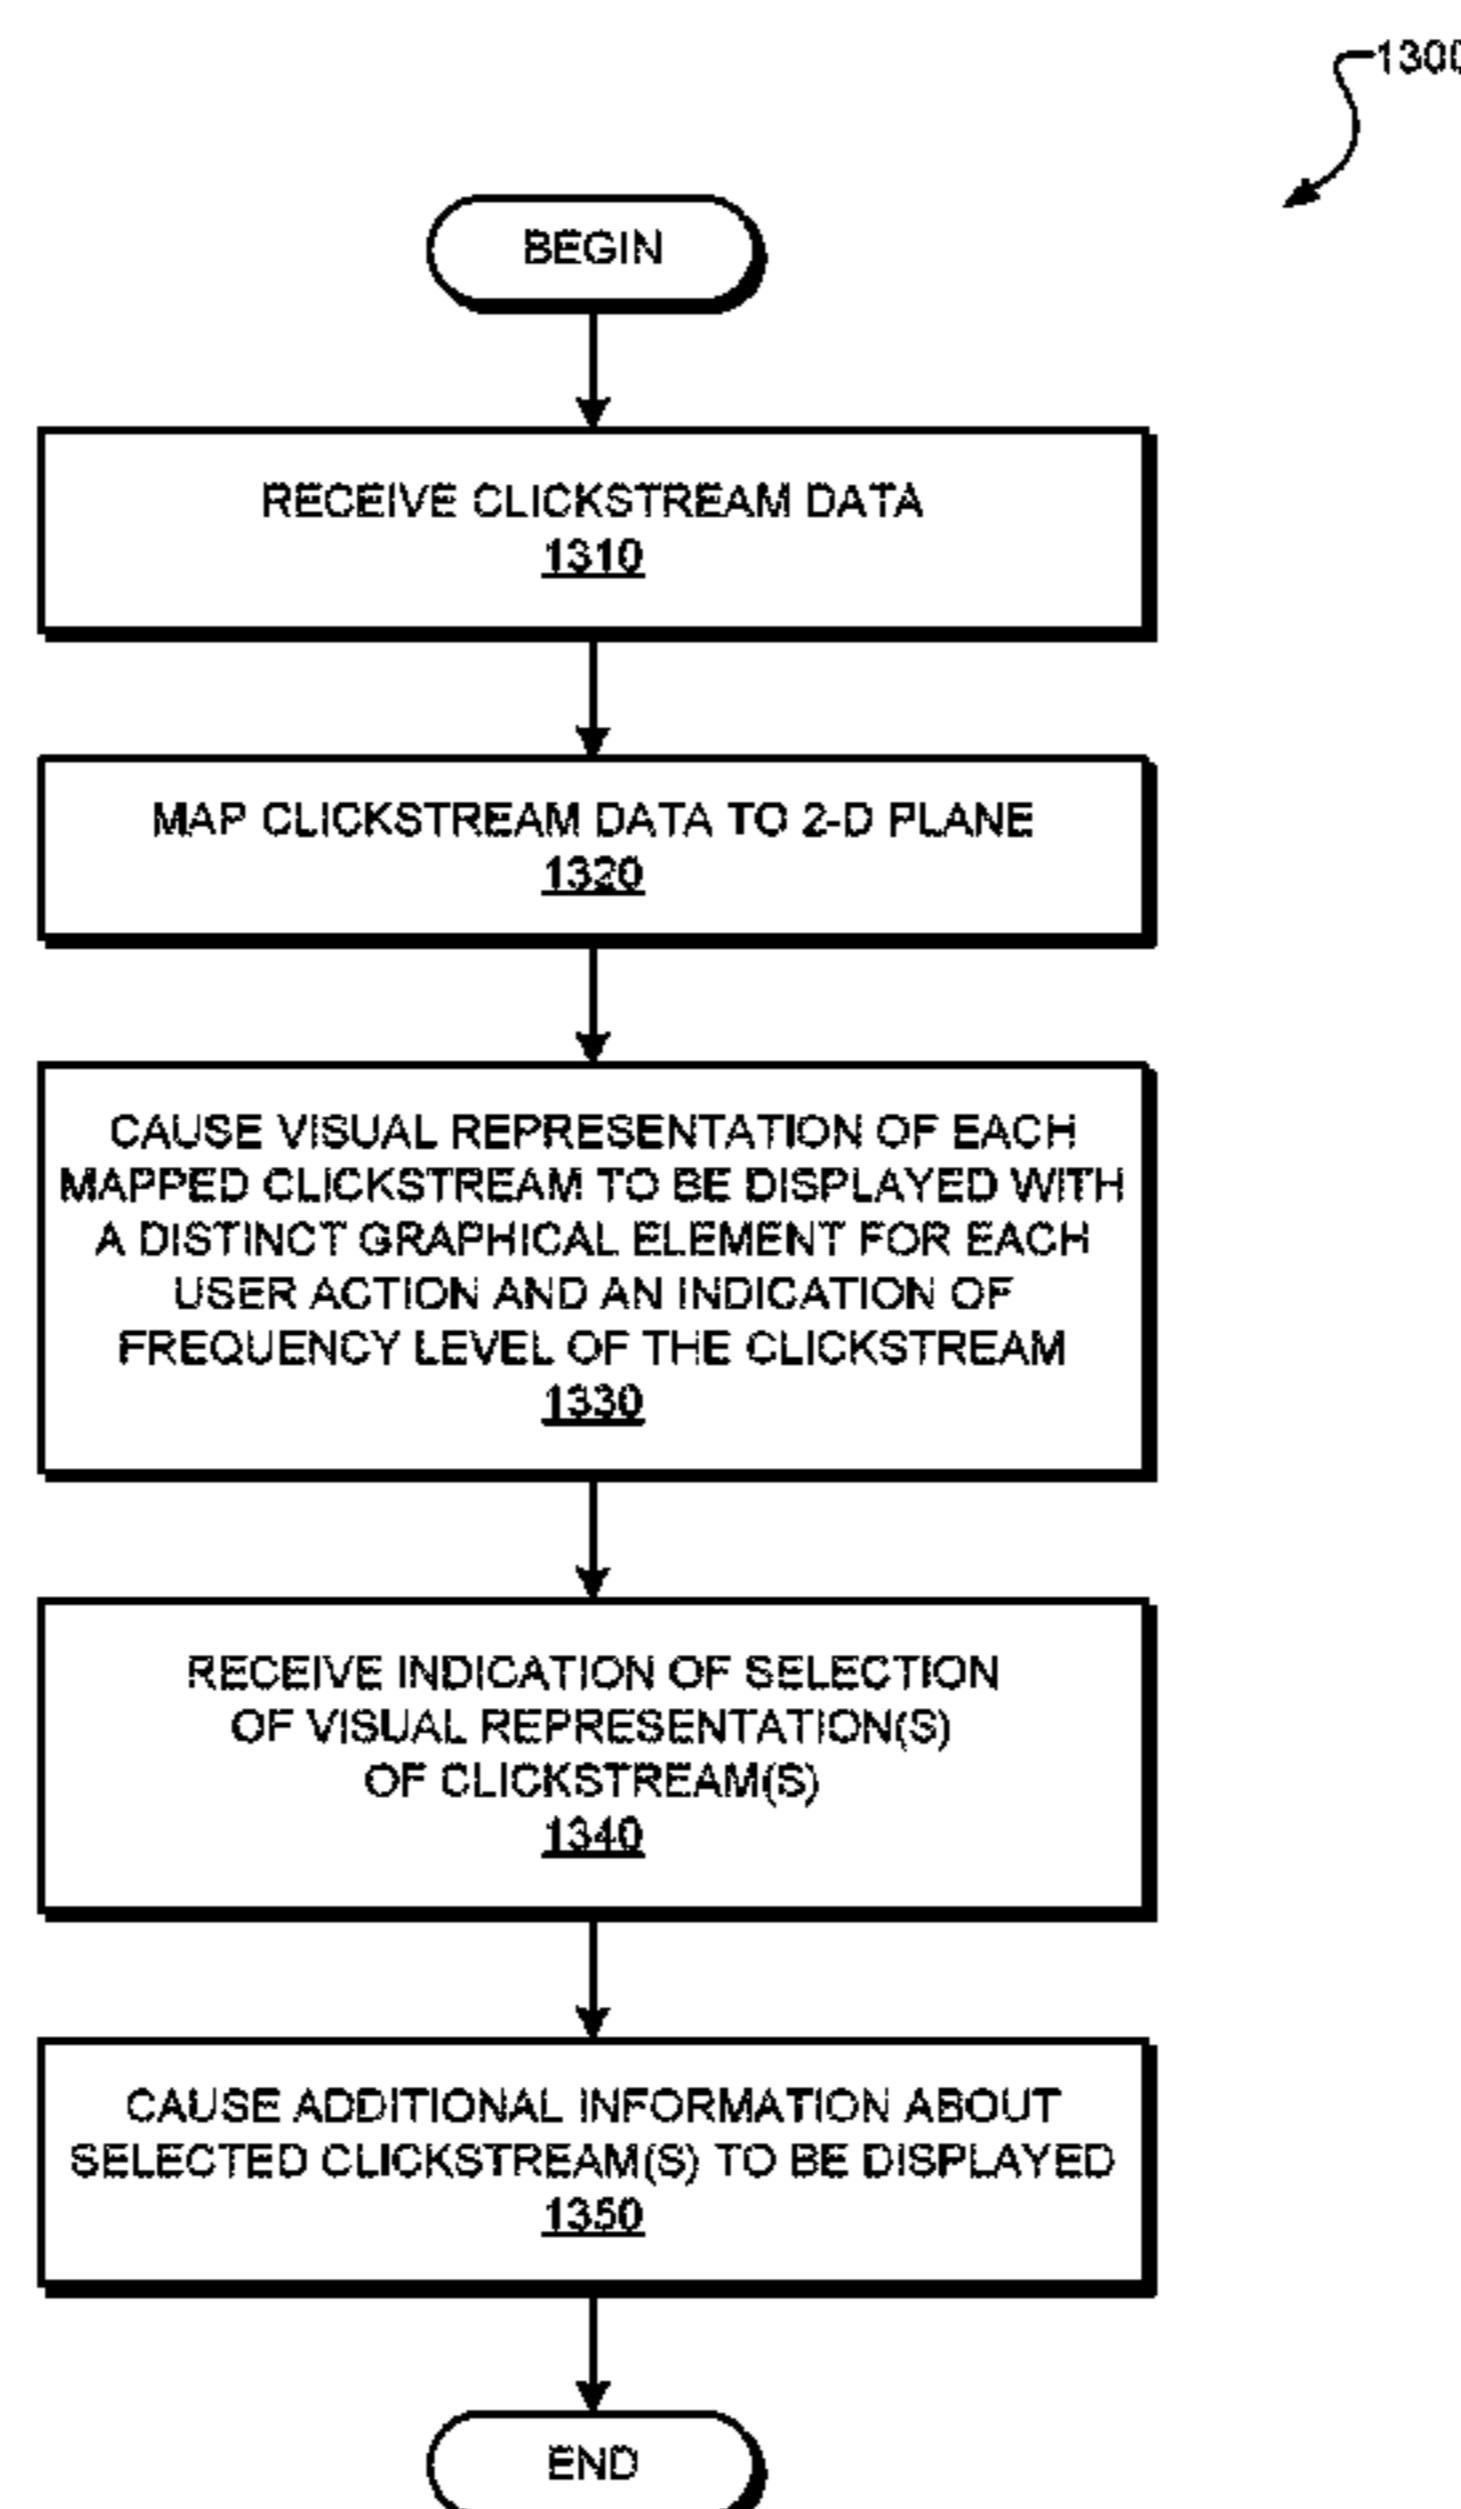 1300
BEGIN
RECEIVE CLICKSTREAM DATA
1310
MAP CLICKSTREAM DATA TO 2-D PLANE
1320
CAUSE VISUAL REPRESENTATION OF EACH
MAPPED CLICKSTREAM TO BE DISPLAYED WITH
A DISTINCT GRAPHICAL ELEMENT FOR EACH
USER ACTION AND AN INDICATION OF
FREQUENCY LEVEL OF THE CLICKSTREAM
1330
RECEIVE INDICATION OF SELECTION
OF VISUAL REPRESENTATION(S)
OF CLICKSTREAM(S)
1340
CAUSE ADDITIONAL INFORMATION ABOUT
SELECTED CLICKSTREAM(S) TO BE DISPLAYED
1350
END